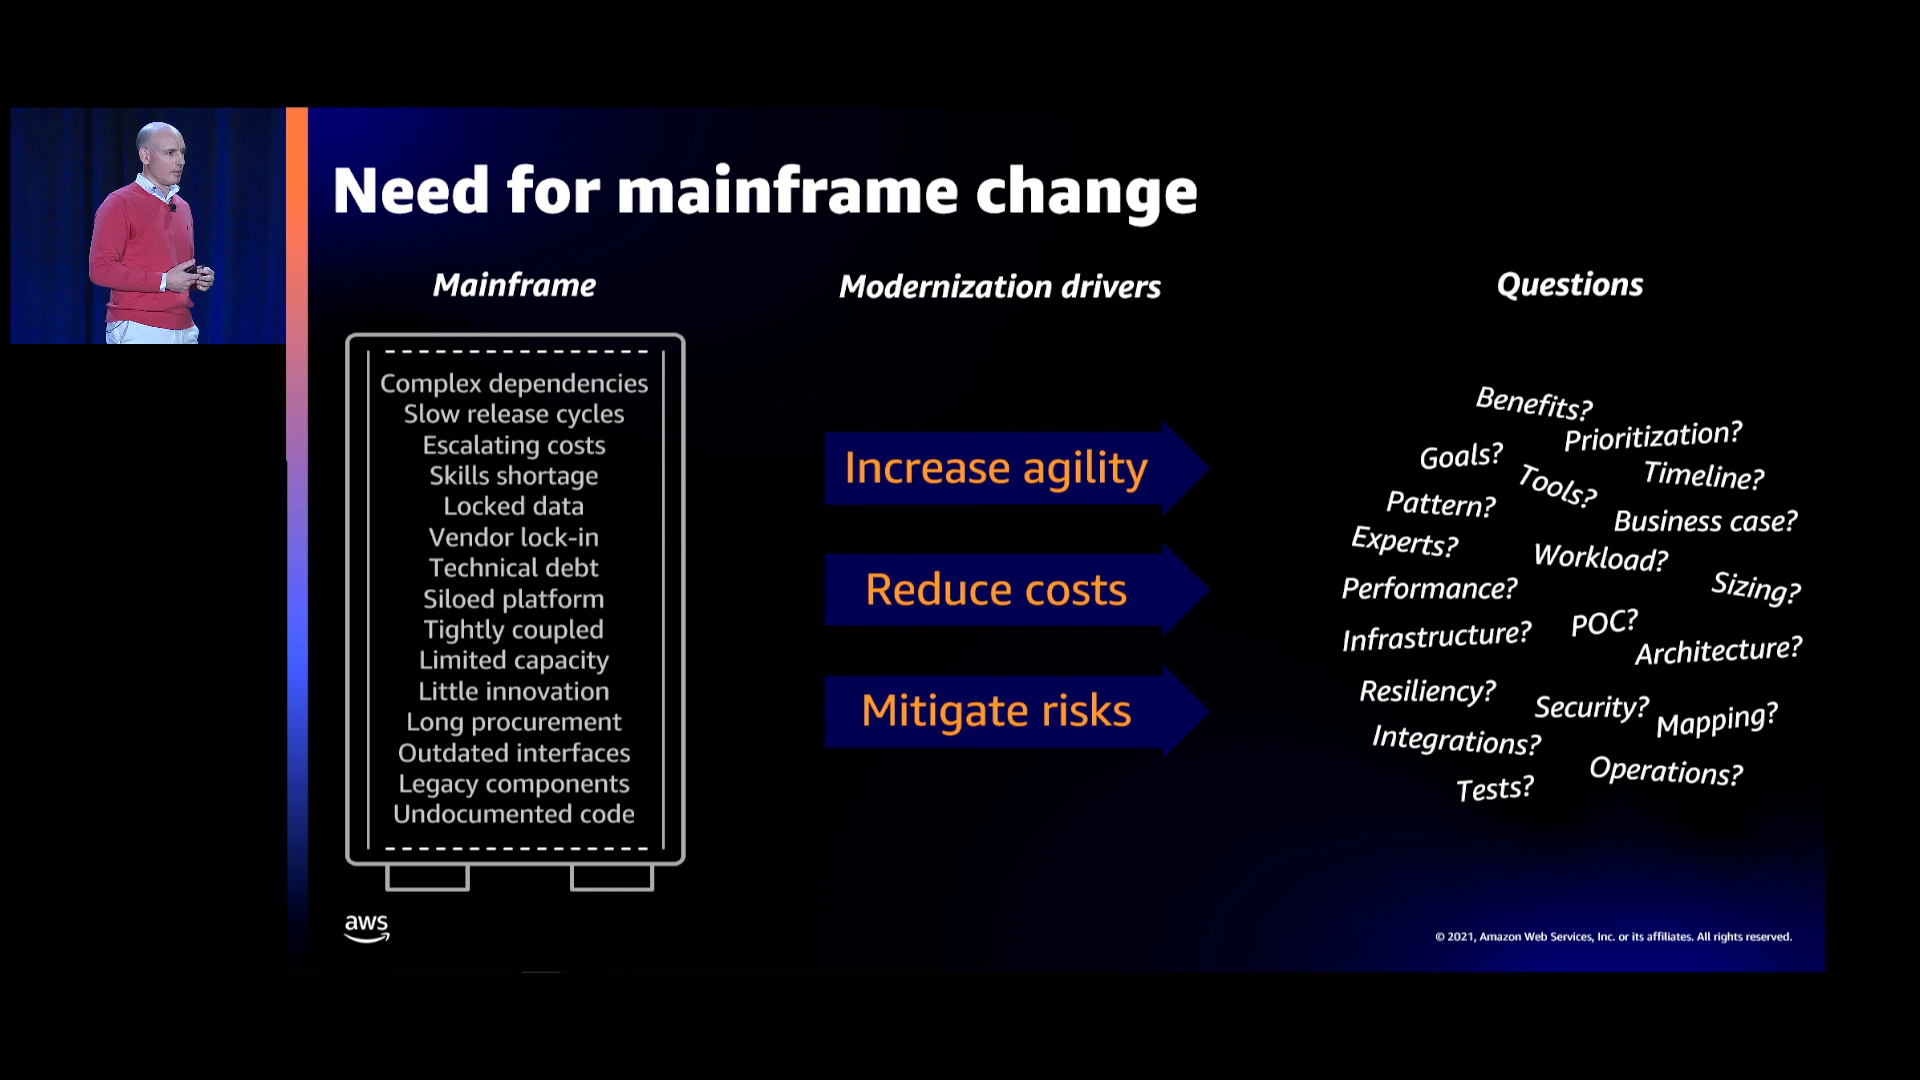 Need for mainframe change
Mainframe
Complex dependencies
Slow release cycles
Escalating costs
Skills shortage
Locked data
Vendor lock-in
Technical debt
Siloed platform
Tightly coupled
Limited capacity
Little innovation
Long procurement
Outdated interfaces
Legacy components
Undocumented code
Modernization drivers
Increase agility
Reduce costs
Mitigate risks
Questions
Benefits?
Prioritization?
Goals?
Tools?
Timeline?
Pattern?
Business case?
Experts?
Workload?
Performance?
Sizing?
Infrastructure?
POC?
Architecture?
Resiliency?
Security?
Mapping?
Integrations?
Operations?
Tests?
aws
© 2021, Amazon Web Services, Inc. or its affiliates. All rights reserved.